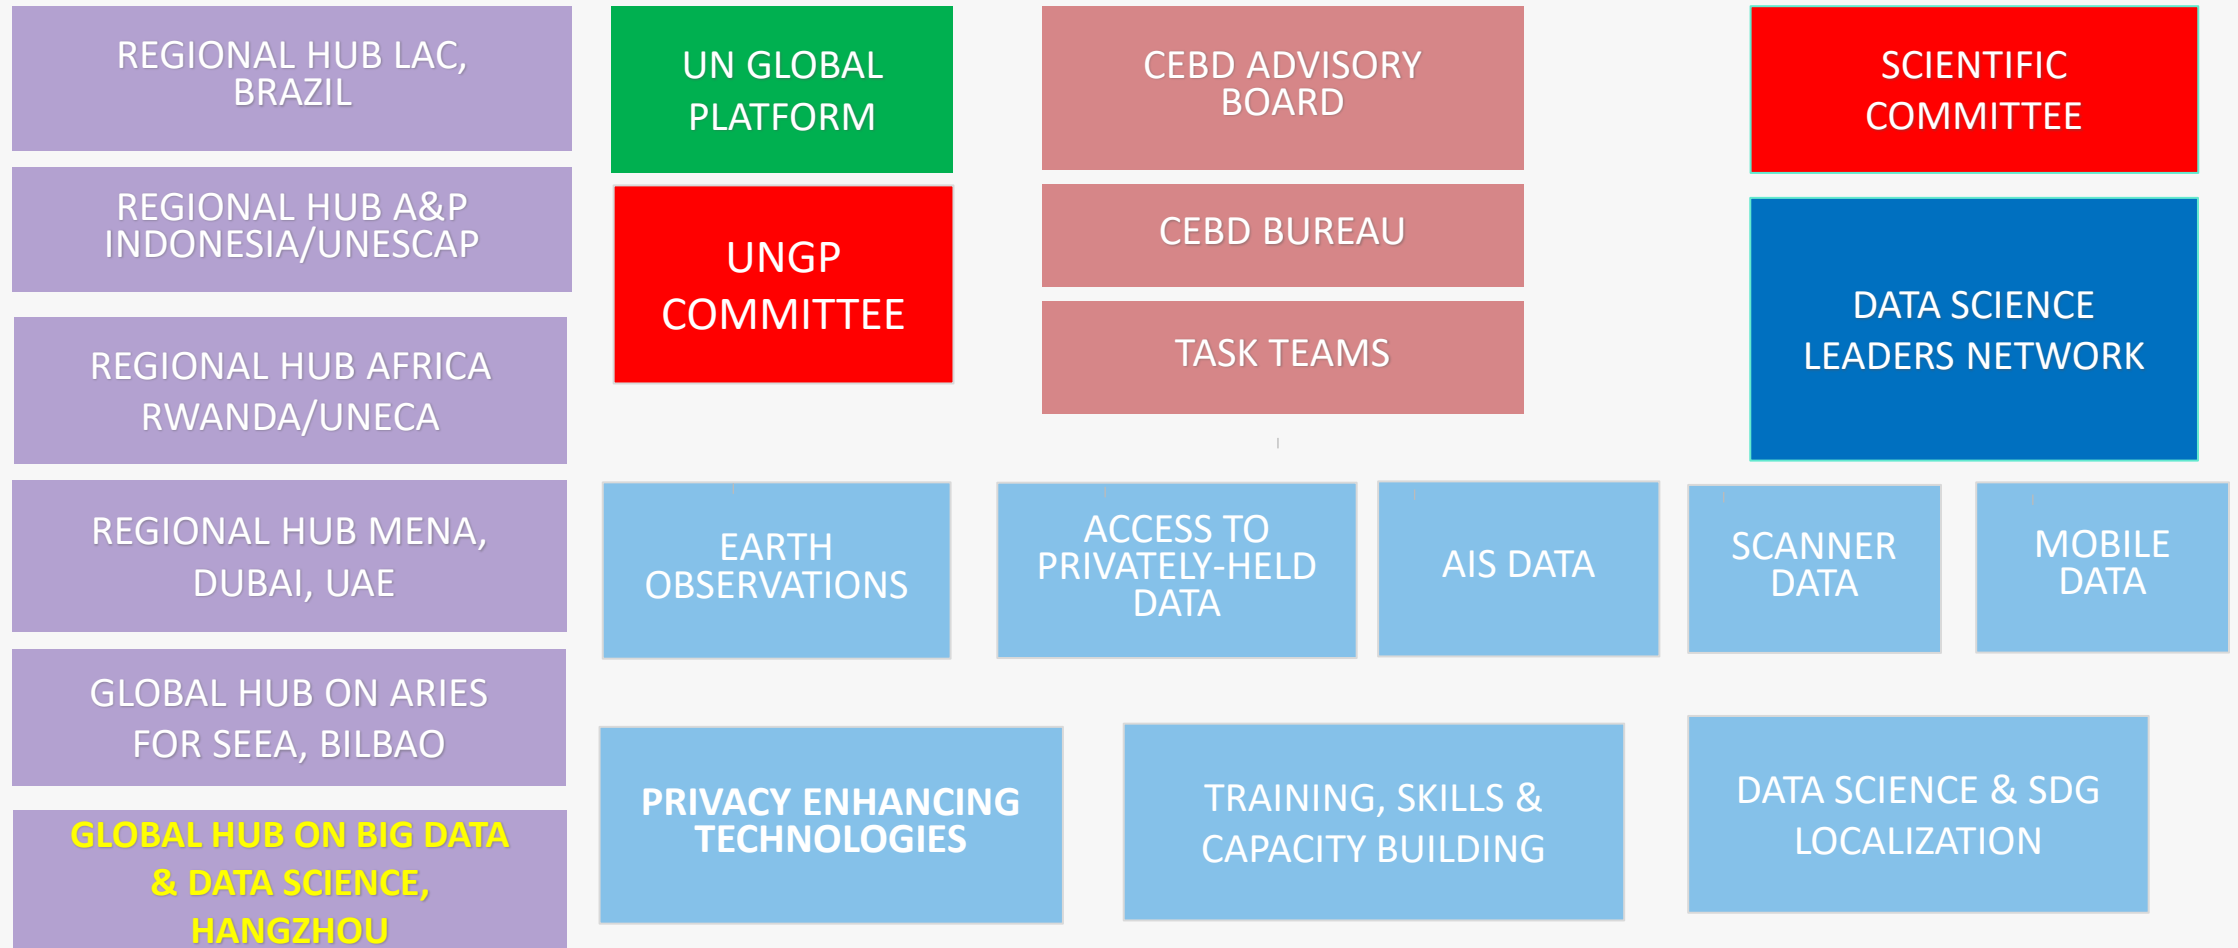 REGIONAL HUB LAC,
BRAZIL
REGIONAL HUB A&P
INDONESIA/UNESCAP
REGIONAL HUB AFRICA
RWANDA/UNECA
REGIONAL HUB MENA,
DUBAI, UAE
GLOBAL HUB ON ARIES
FOR SEEA, BILBAO
GLOBAL HUB ON BIG DATA
& DATA SCIENCE,
HANGZHOU
UN GLOBAL
PLATFORM
UNGP
COMMITTEE
CEBD ADVISORY
BOARD
CEBD BUREAU
TASK TEAMS
SCIENTIFIC
COMMITTEE
DATA SCIENCE
LEADERS NETWORK
EARTH
OBSERVATIONS
ACCESS TO
PRIVATELY-HELD
DATA
AIS DATA
SCANNER
DATA
MOBILE
DATA
PRIVACY ENHANCING
TECHNOLOGIES
TRAINING, SKILLS &
CAPACITY BUILDING
DATA SCIENCE & SDG
LOCALIZATION